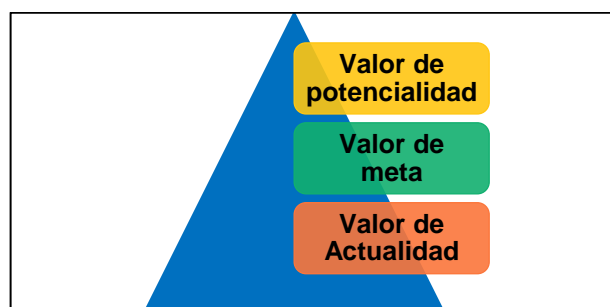 Valor de
potencialidad
Valor de
meta
Valor de
Actualidad